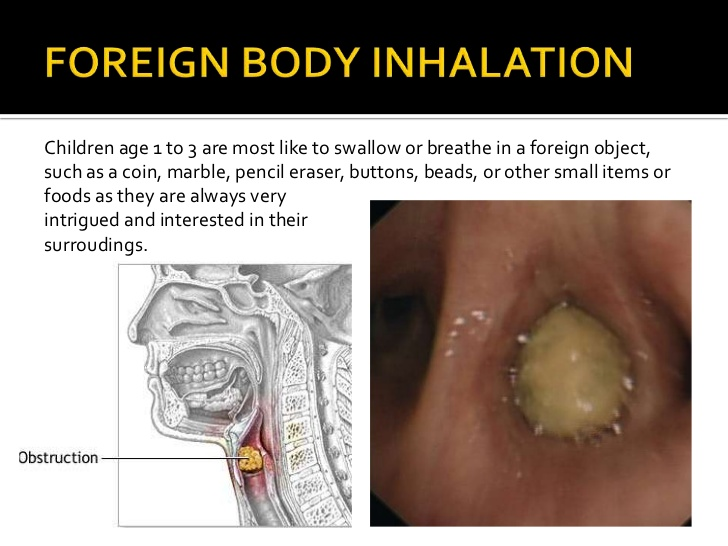 FOREIGN BODY INHALATION
Children age 1 to 3 are most like to swallow or breathe in a foreign object,
such as a coin, marble, pencil eraser, buttons, beads, or other small items or
foods as they are always very
intrigued and interested in their
surroudings.
Obstruction